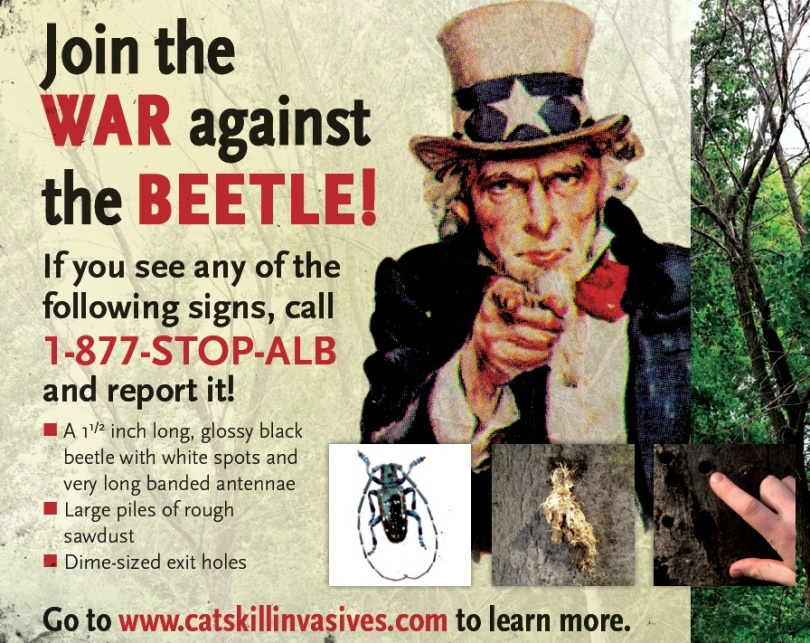 Join the
WAR against
the BEETLE!
If you see any of the
following signs, call
1-877-STOP-ALB
and report it!
■ A 1¹/² inch long, glossy black
beetle with white spots and
very long banded antennae
■ Large piles of rough
sawdust
■ Dime-sized exit holes
Go to www.catskillinvasives.com to learn more.